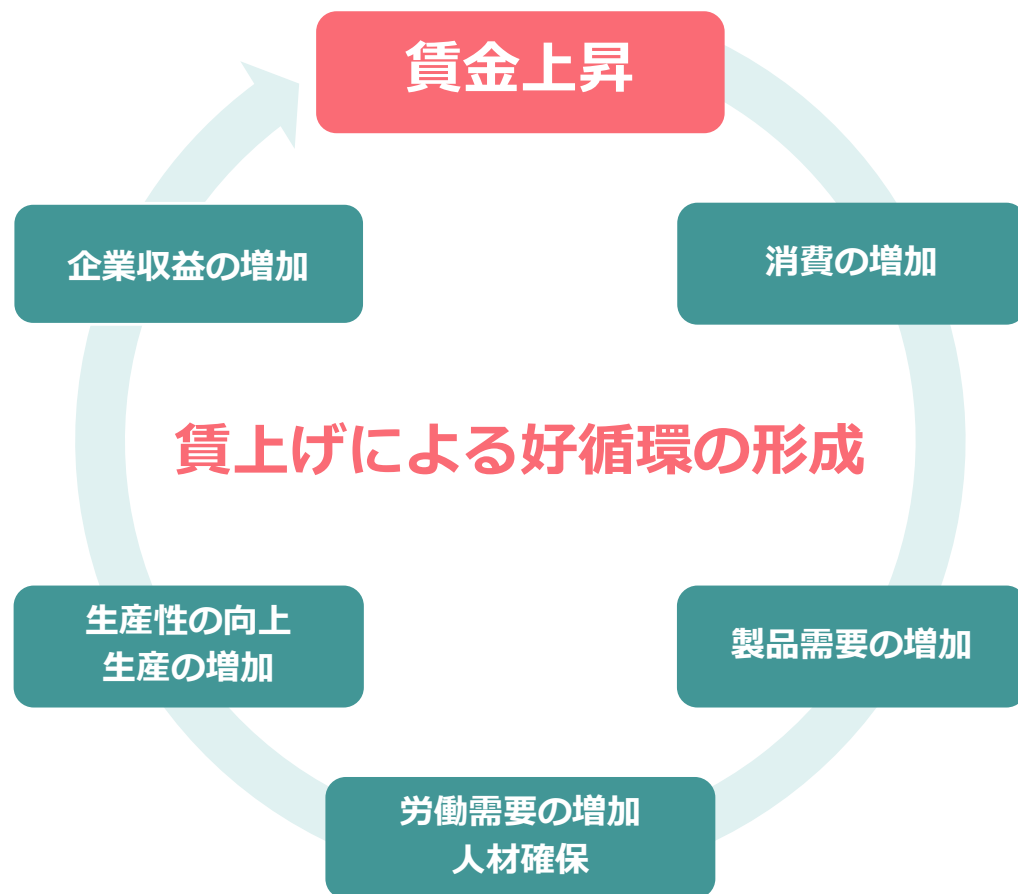 賃金上昇
企業収益の増加
消費の増加
賃上げによる好循環の形成
生産性の向上
生産の増加
製品需要の増加
労働需要の増加
人材確保